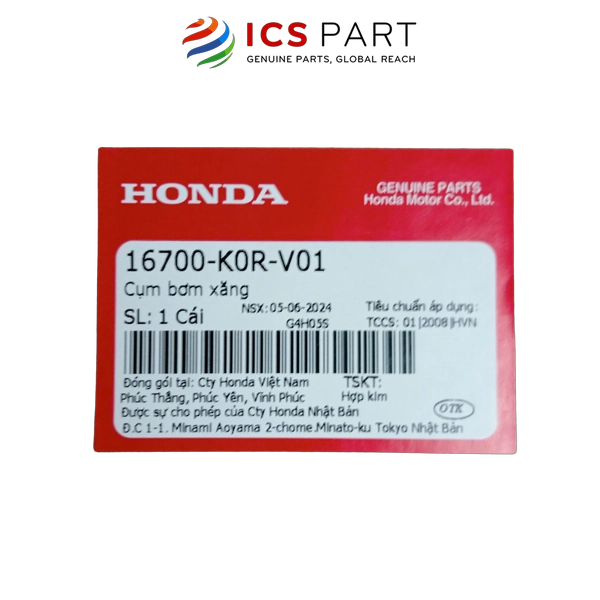 ICS PART
GENUINE PARTS, GLOBAL REACH
HONDA
GENUINE PARTS
Honda Motor Co., Ltd.
16700-K0R-V01
Cụm bơm xăng
SL: 1 Cái
NSX: 05-06-2024
G4H05S
Tiêu chuẩn áp dụng:
TCCS: 01|2008|HVN
Đóng gói tại: Cty Honda Việt Nam
Phúc Thắng, Phúc Yên, Vĩnh Phúc
TSKT:
Hợp kim
Được sự cho phép của Cty Honda Nhật Bản
OTK
Đ.C 1-1. Minami Aoyama 2-chome.Minato-ku Tokyo Nhật Bản